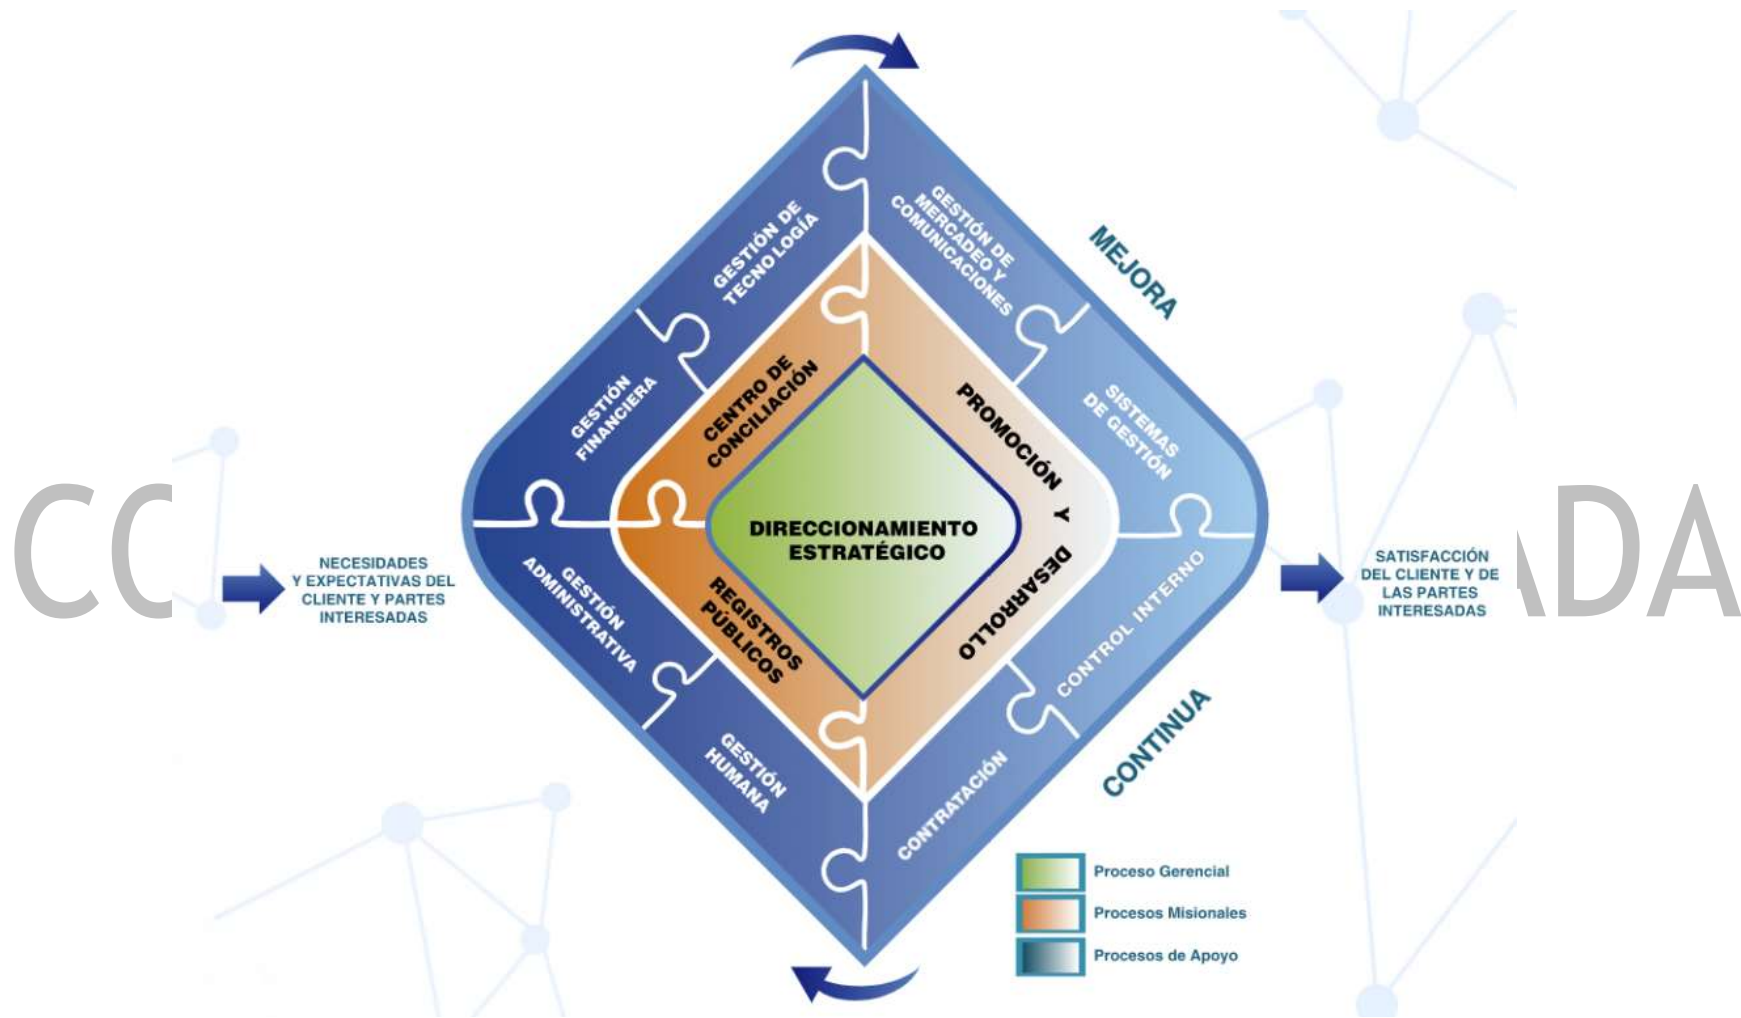 GESTIÓN DE
TECNOLOGÍA
GESTIÓN DE
MERCADEO Y
COMUNICACIONES
MEJORA
GESTIÓN
FINANCIERA
CENTRO DE
CONCILIACIÓN
PROMOCIÓN Y DESARROLLO
SISTEMAS
DE GESTIÓN
DIRECCIONAMIENTO
ESTRATÉGICO
NECESIDADES
Y EXPECTATIVAS DEL
CLIENTE Y PARTES
INTERESADAS
GESTIÓN
ADMINISTRATIVA
REGISTROS
PÚBLICOS
CONTROL INTERNO
SATISFACCIÓN
DEL CLIENTE Y DE
LAS PARTES
INTERESADAS
GESTIÓN
HUMANA
CONTRATACIÓN
CONTINUA
Proceso Gerencial
Procesos Misionales
Procesos de Apoyo